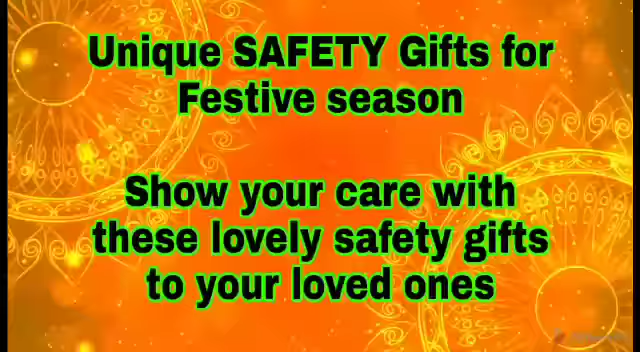 Unique SAFETY Gifts for
Festive season
Show your care with
these lovely safety gifts
to your loved ones